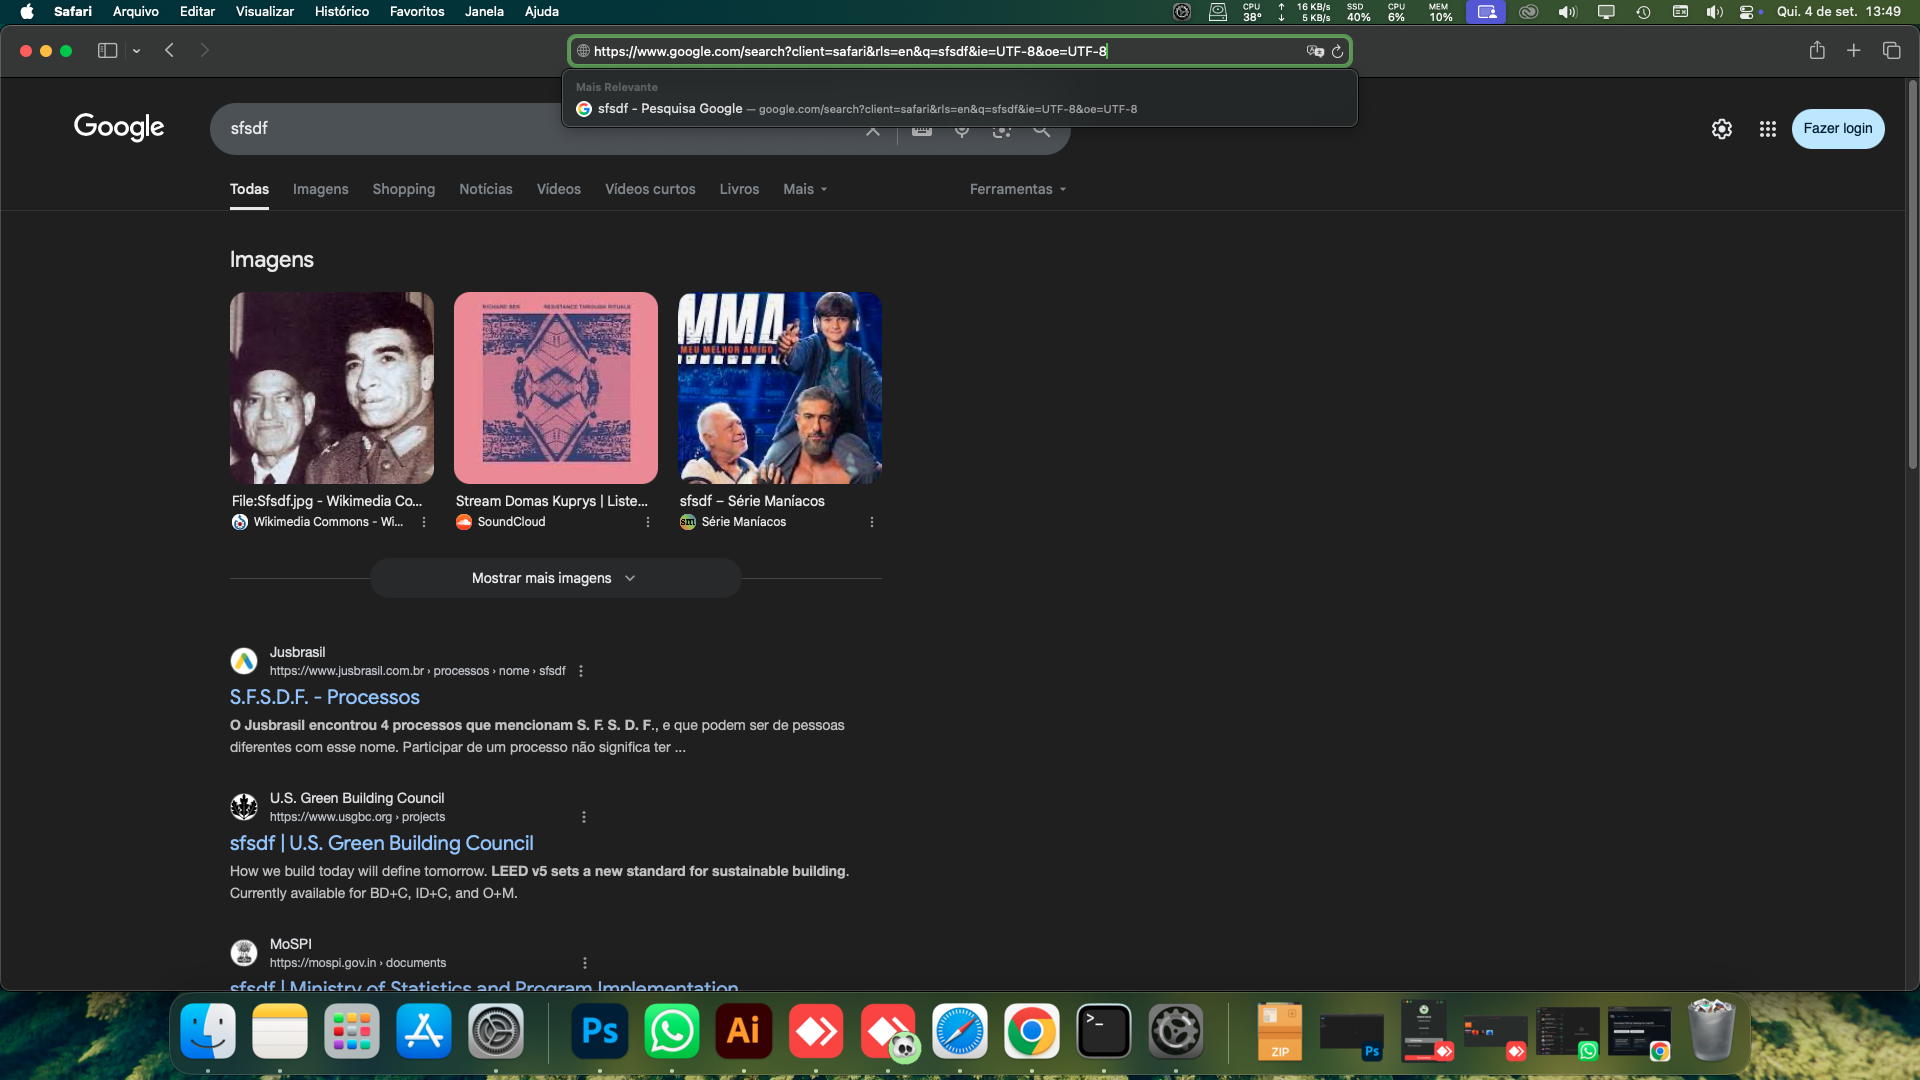 Safari Arquivo Editar Visualizar Histórico Favoritos Janela Ajuda
CPU 38° 16 KB/s 5 KB/s SSD 40% CPU 6% MEM 10% Qui. 4 de set. 13:49
https://www.google.com/search?client=safari&rls=en&q=sfsdf&ie=UTF-8&oe=UTF-8
Mais Relevante
sfsdf - Pesquisa Google — google.com/search?client=safari&rls=en&q=sfsdf&ie=UTF-8&oe=UTF-8
Google
sfsdf
Fazer login
Todas Imagens Shopping Notícias Vídeos Vídeos curtos Livros Mais Ferramentas
Imagens
RICHARD SEN RESISTANCE THROUGH RITUALS
MMA
MEU MELHOR AMIGO
File:Sfsdf.jpg - Wikimedia Co...
Wikimedia Commons - Wi...
Stream Domas Kuprys | Liste...
SoundCloud
sfsdf – Série Maníacos
sm Série Maníacos
Mostrar mais imagens
Jusbrasil
https://www.jusbrasil.com.br › processos › nome › sfsdf
S.F.S.D.F. - Processos
O Jusbrasil encontrou 4 processos que mencionam S. F. S. D. F., e que podem ser de pessoas
diferentes com esse nome. Participar de um processo não significa ter ...
U.S. Green Building Council
https://www.usgbc.org › projects
sfsdf | U.S. Green Building Council
How we build today will define tomorrow. LEED v5 sets a new standard for sustainable building.
Currently available for BD+C, ID+C, and O+M.
MoSPI
https://mospi.gov.in › documents
sfsdf | Ministry of Statistics and Program Implementation
Ps Ai >_ ZIP Ps